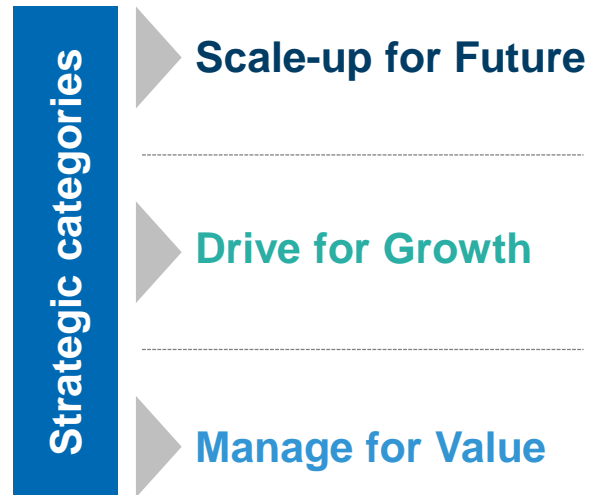 Strategic categories
Scale-up for Future
Drive for Growth
Manage for Value